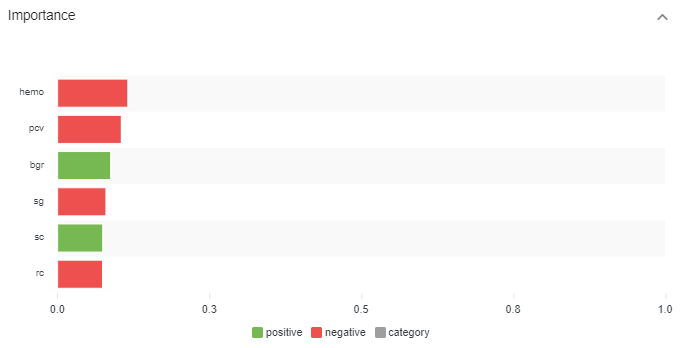 Importance
hemo
pcv
bgr
sg
sc
rc
0.0 0.3 0.5 0.8 1.0
positive negative category